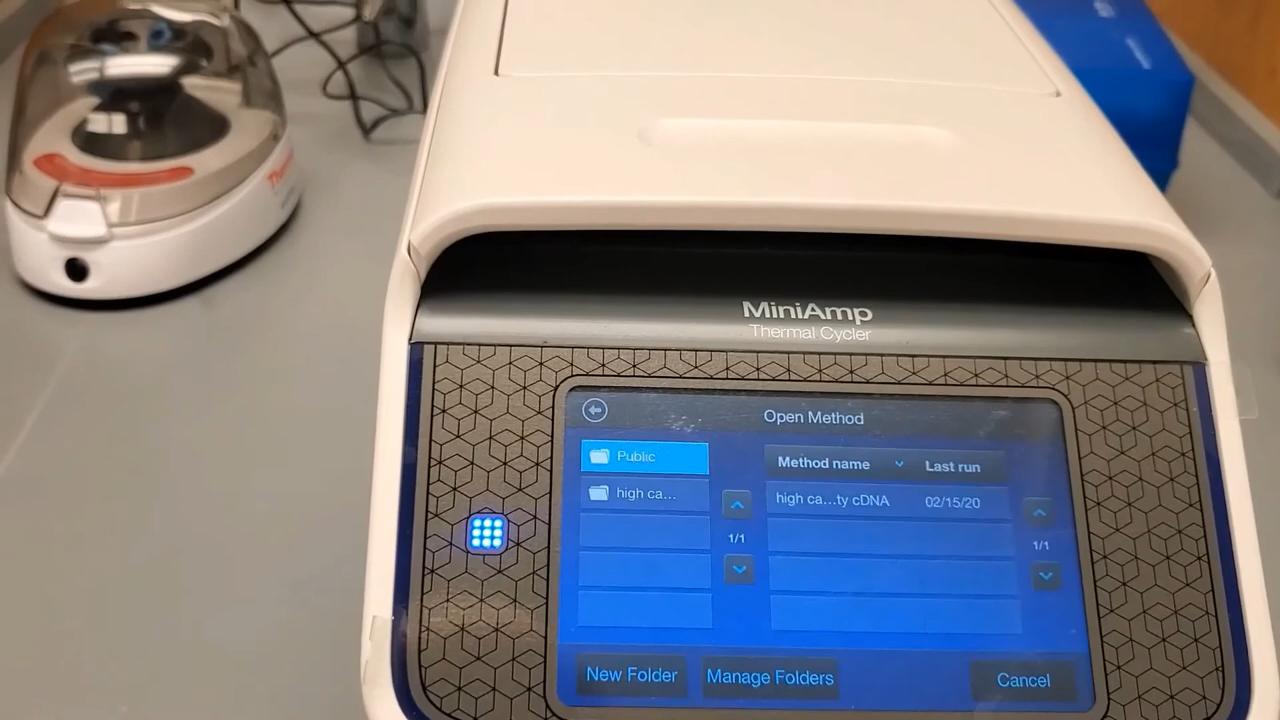 MiniAmp
Thermal Cycler
Open Method
Public
high ca...
Method name
Last run
high ca...ty cDNA
02/15/20
1/1
1/1
New Folder
Manage Folders
Cancel